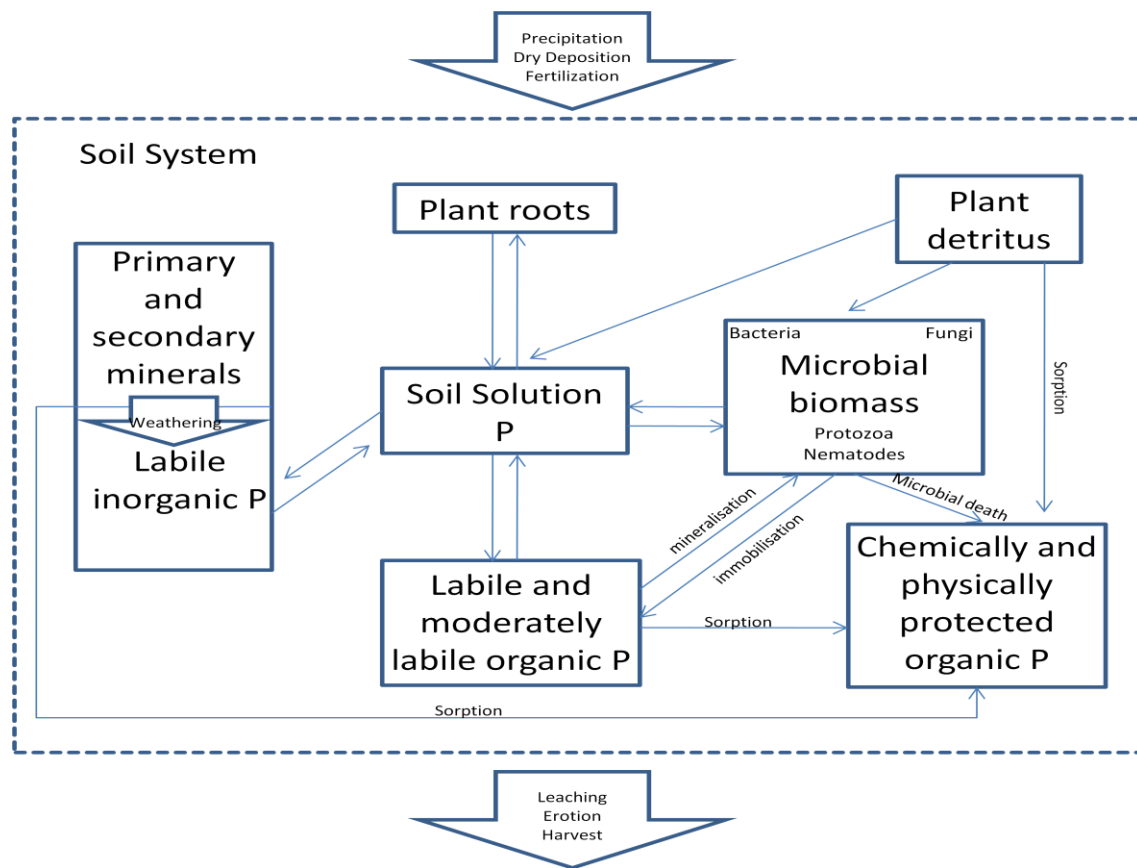 Precipitation
Dry Deposition
Fertilization
Soil System
Plant roots
Plant
detritus
Primary
and
secondary
minerals
Weathering
Labile
inorganic P
Soil Solution
P
Bacteria
Fungi
Microbial
biomass
Protozoa
Nematodes
Sorption
mineralisation
immobilisation
Microbial death
Labile and
moderately
labile organic P
Sorption
Chemically and
physically
protected
organic P
Sorption
Leaching
Erotion
Harvest